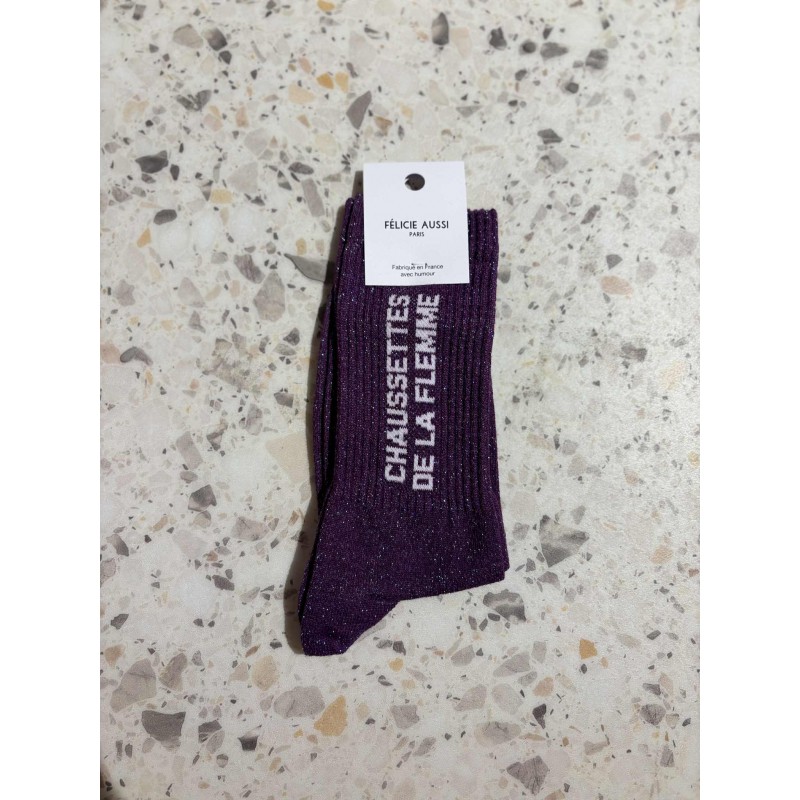 FÉLICIE AUSSI
PARIS
Fabriqué en France
avec humour
CHAUSSETTES
DE LA FLEMME